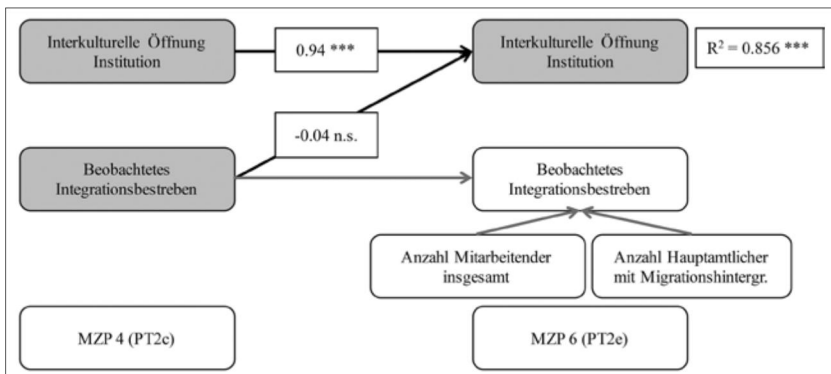 Interkulturelle Öffnung
Institution
0.94 ***
Interkulturelle Öffnung
Institution
R² = 0.856 ***
-0.04 n.s.
Beobachtetes
Integrationsbestreben
Beobachtetes
Integrationsbestreben
Anzahl Mitarbeitender
insgesamt
Anzahl Hauptamtlicher
mit Migrationshintergr.
MZP 4 (PT2c)
MZP 6 (PT2e)